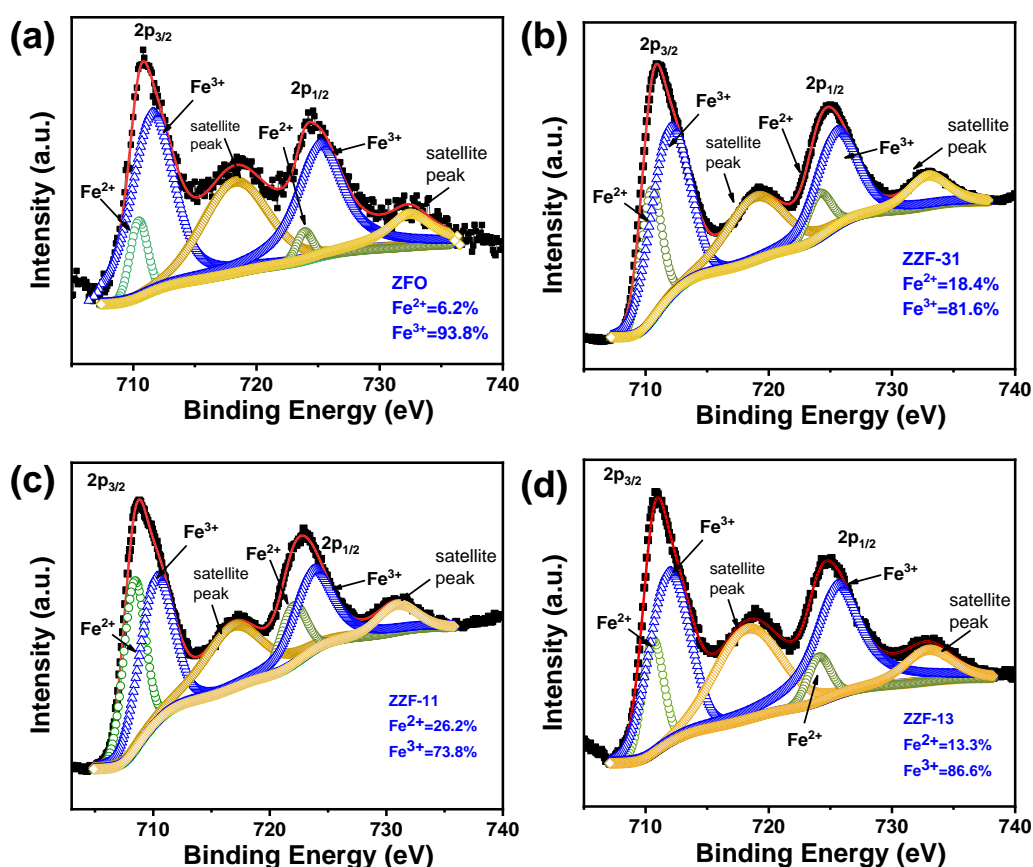 (a)
2p3/2
Fe3+
2p1/2
Fe2+
satellite
peak
Fe3+
satellite
peak
Fe2+
ZFO
Fe2+=6.2%
Fe3+=93.8%
Intensity (a.u.)
710 720 730 740
Binding Energy (eV)
(b)
2p3/2
Fe3+
2p1/2
Fe2+
satellite
peak
Fe3+
satellite
peak
Fe2+
ZZF-31
Fe2+=18.4%
Fe3+=81.6%
Intensity (a.u.)
710 720 730 740
Binding Energy (eV)
(c)
2p3/2
Fe3+
satellite
peak
Fe2+
2p1/2
Fe3+
satellite
peak
Fe2+
ZZF-11
Fe2+=26.2%
Fe3+=73.8%
Intensity (a.u.)
710 720 730 740
Binding Energy (eV)
(d)
2p3/2
Fe3+
2p1/2
satellite
peak
Fe3+
satellite
peak
Fe2+
Fe2+
ZZF-13
Fe2+=13.3%
Fe3+=86.6%
Intensity (a.u.)
710 720 730 740
Binding Energy (eV)